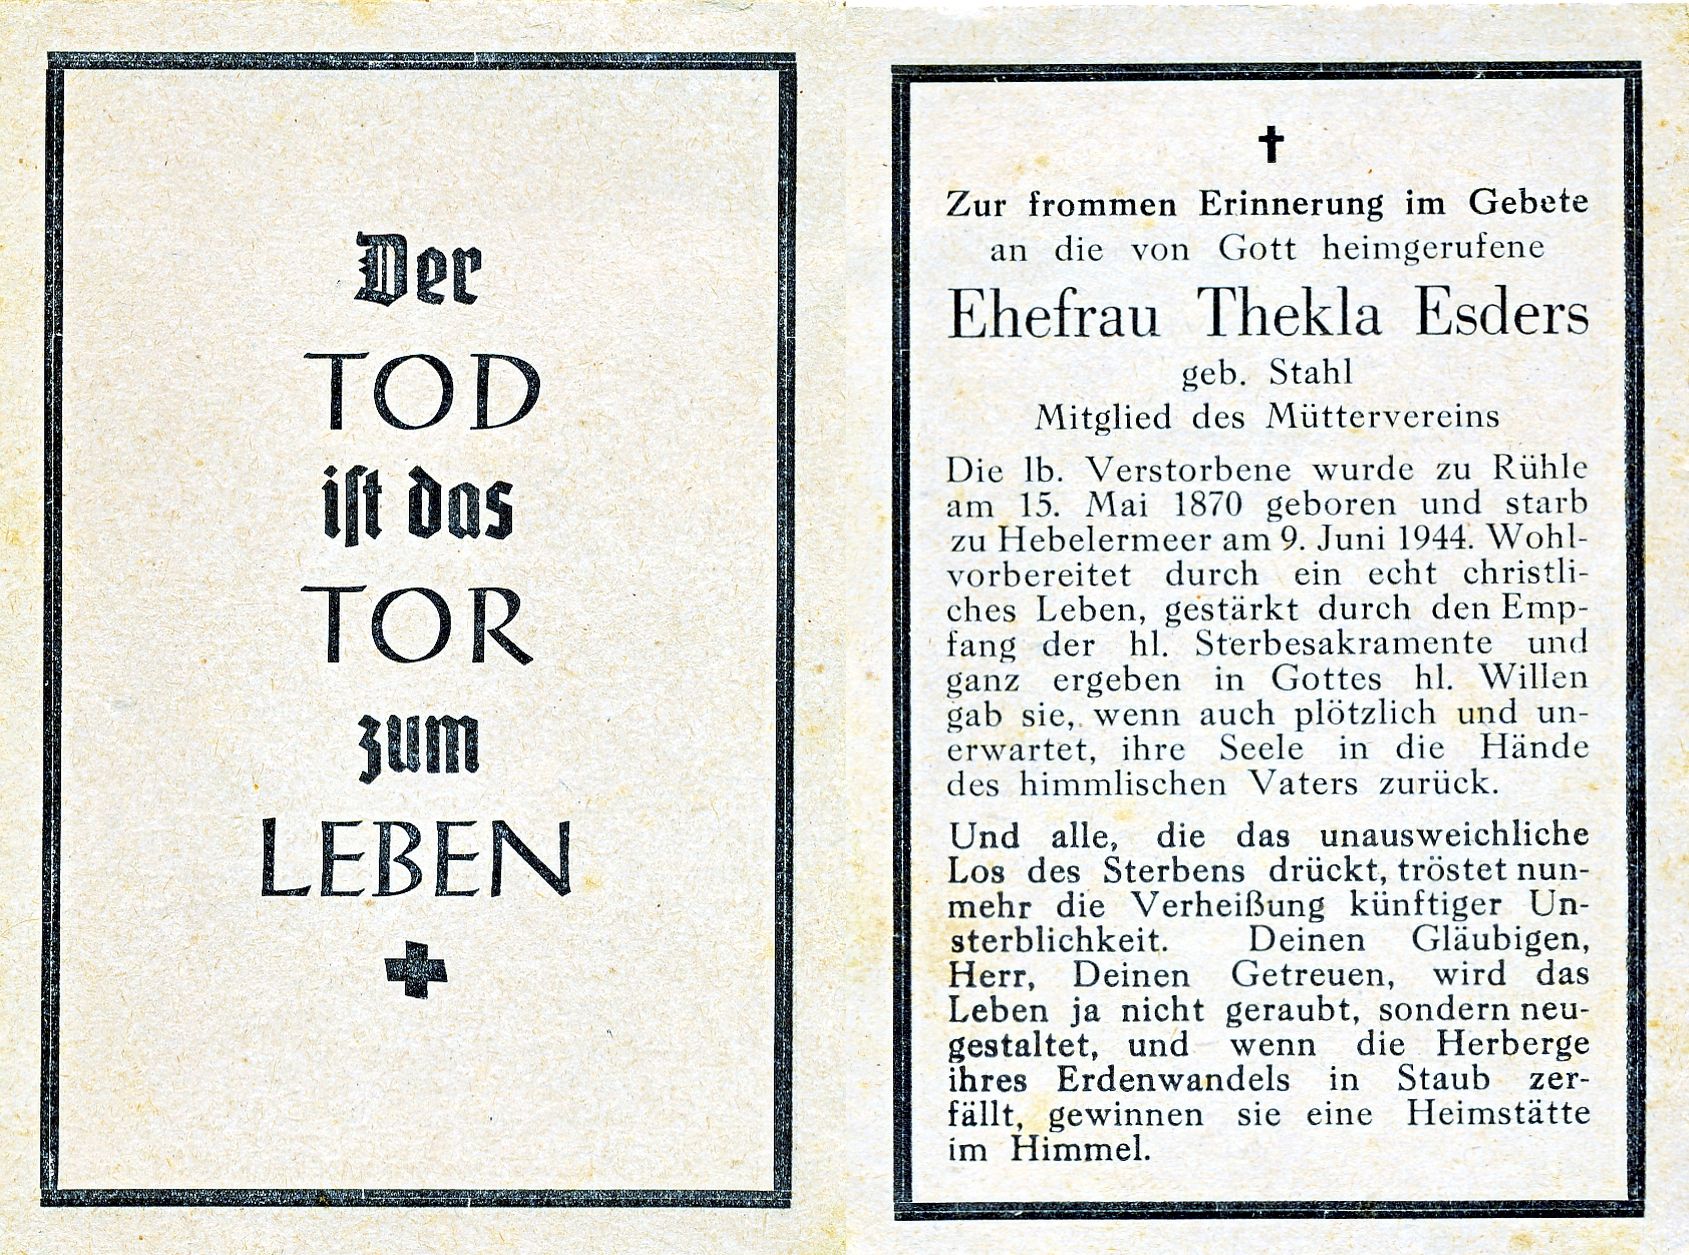 Der
TOD
ist das
TOR
zum
LEBEN
Zur frommen Erinnerung im Gebete
an die von Gott heimgerufene
Ehefrau Thekla Esders
geb. Stahl
Mitglied des Müttervereins
Die lb. Verstorbene wurde zu Rühle
am 15. Mai 1870 geboren und starb
zu Hebelermeer am 9. Juni 1944. Wohl-
vorbereitet durch ein echt christli-
ches Leben, gestärkt durch den Emp-
fang der hl. Sterbesakramente und
ganz ergeben in Gottes hl. Willen
gab sie, wenn auch plötzlich und un-
erwartet, ihre Seele in die Hände
des himmlischen Vaters zurück.
Und alle, die das unausweichliche
Los des Sterbens drückt, tröstet nun-
mehr die Verheißung künftiger Un-
sterblichkeit. Deinen Gläubigen,
Herr, Deinen Getreuen, wird das
Leben ja nicht geraubt, sondern neu-
gestaltet, und wenn die Herberge
ihres Erdenwandels in Staub zer-
fällt, gewinnen sie eine Heimstätte
im Himmel.